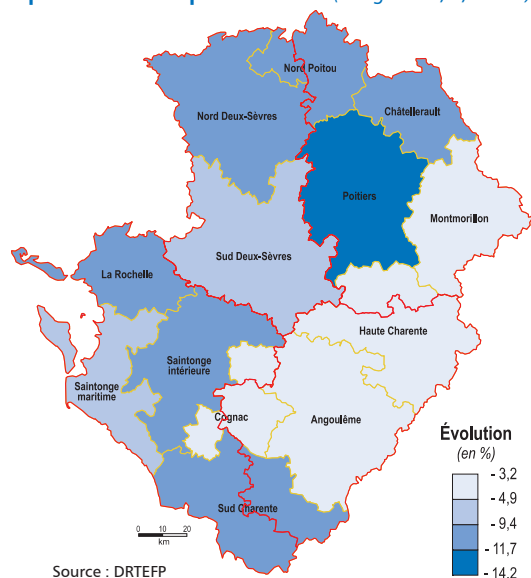 Nord Poitou
Nord Deux-Sèvres
Châtellerault
Poitiers
Montmorillon
Sud Deux-Sèvres
La Rochelle
Haute Charente
Saintonge
intérieure
Saintonge
maritime
Cognac
Angoulême
Sud Charente
Évolution
(en %)
- 3,2
- 4,9
- 9,4
- 11,7
- 14,2
0 10 20
km
Source : DRTEFP